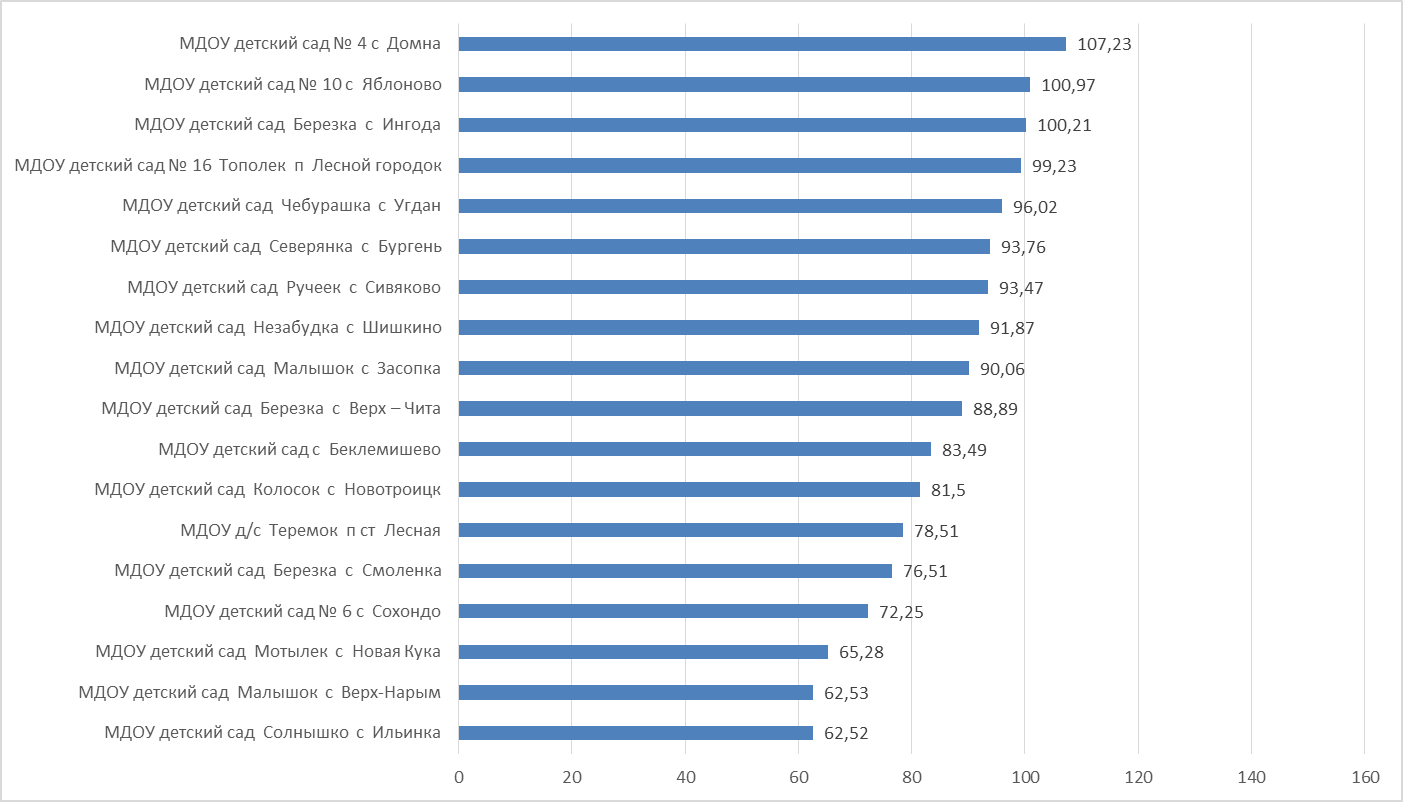 МДОУ детский сад № 4 с Домна 107,23
МДОУ детский сад № 10 с Яблоново 100,97
МДОУ детский сад Березка с Ингода 100,21
МДОУ детский сад № 16 Тополек п Лесной городок 99,23
МДОУ детский сад Чебурашка с Угдан 96,02
МДОУ детский сад Северянка с Бургень 93,76
МДОУ детский сад Ручеек с Сивяково 93,47
МДОУ детский сад Незабудка с Шишкино 91,87
МДОУ детский сад Малышок с Засопка 90,06
МДОУ детский сад Березка с Верх – Чита 88,89
МДОУ детский сад с Беклемишево 83,49
МДОУ детский сад Колосок с Новотроицк 81,5
МДОУ д/с Теремок п ст Лесная 78,51
МДОУ детский сад Березка с Смоленка 76,51
МДОУ детский сад № 6 с Сохондо 72,25
МДОУ детский сад Мотылек с Новая Кука 65,28
МДОУ детский сад Малышок с Верх-Нарым 62,53
МДОУ детский сад Солнышко с Ильинка 62,52
0 20 40 60 80 100 120 140 160